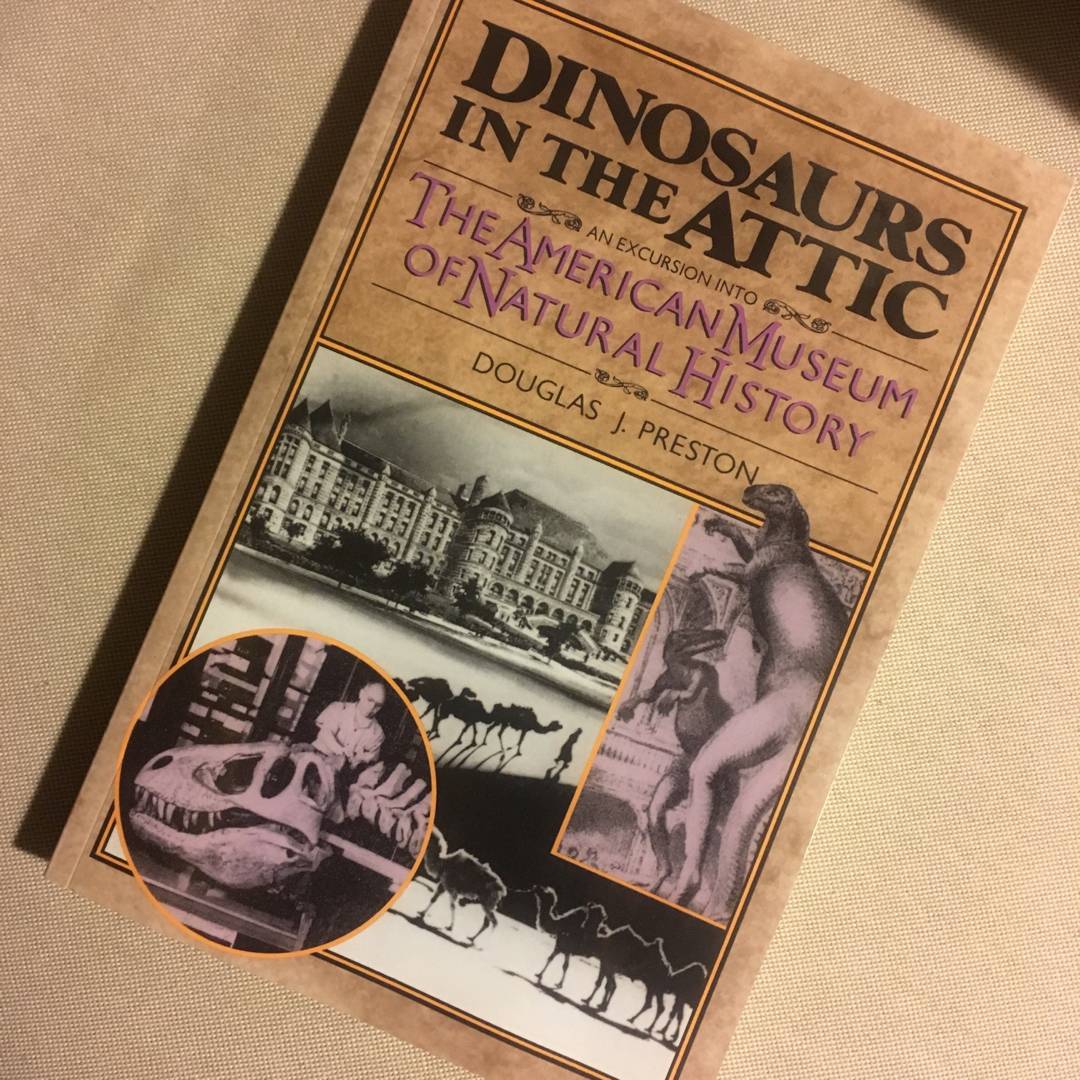 DINOSAURS
IN THE ATTIC
AN EXCURSION INTO
THE AMERICAN MUSEUM
OF NATURAL HISTORY
DOUGLAS J. PRESTON